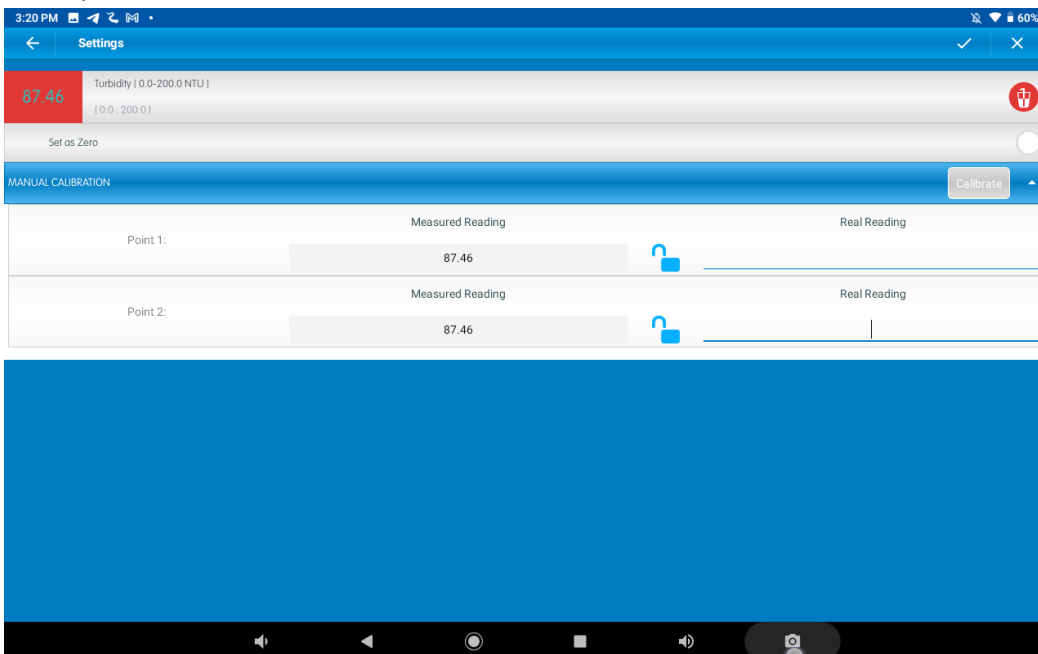 3:20 PM
60%
Settings
87.46
Turbidity ( 0.0-200.0 NTU )
[ 0.0 : 200.0 ]
Set as Zero
MANUAL CALIBRATION
Calibrate
Measured Reading
Real Reading
Point 1:
87.46
Measured Reading
Real Reading
Point 2:
87.46